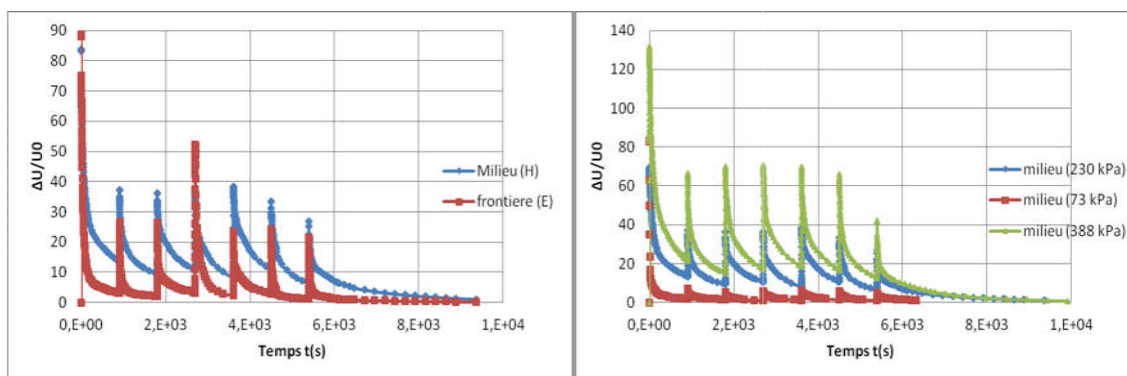 90
80
70
60
50
40
30
20
10
0
ΔU/U0
0,E+00 2,E+03 4,E+03 6,E+03 8,E+03 1,E+04
Temps t(s)
Milieu (H)
frontiere (E)
140
120
100
80
60
40
20
0
ΔU/U0
0,E+00 2,E+03 4,E+03 6,E+03 8,E+03 1,E+04
Temps t(s)
milieu (230 kPa)
milieu (73 kPa)
milieu (388 kPa)